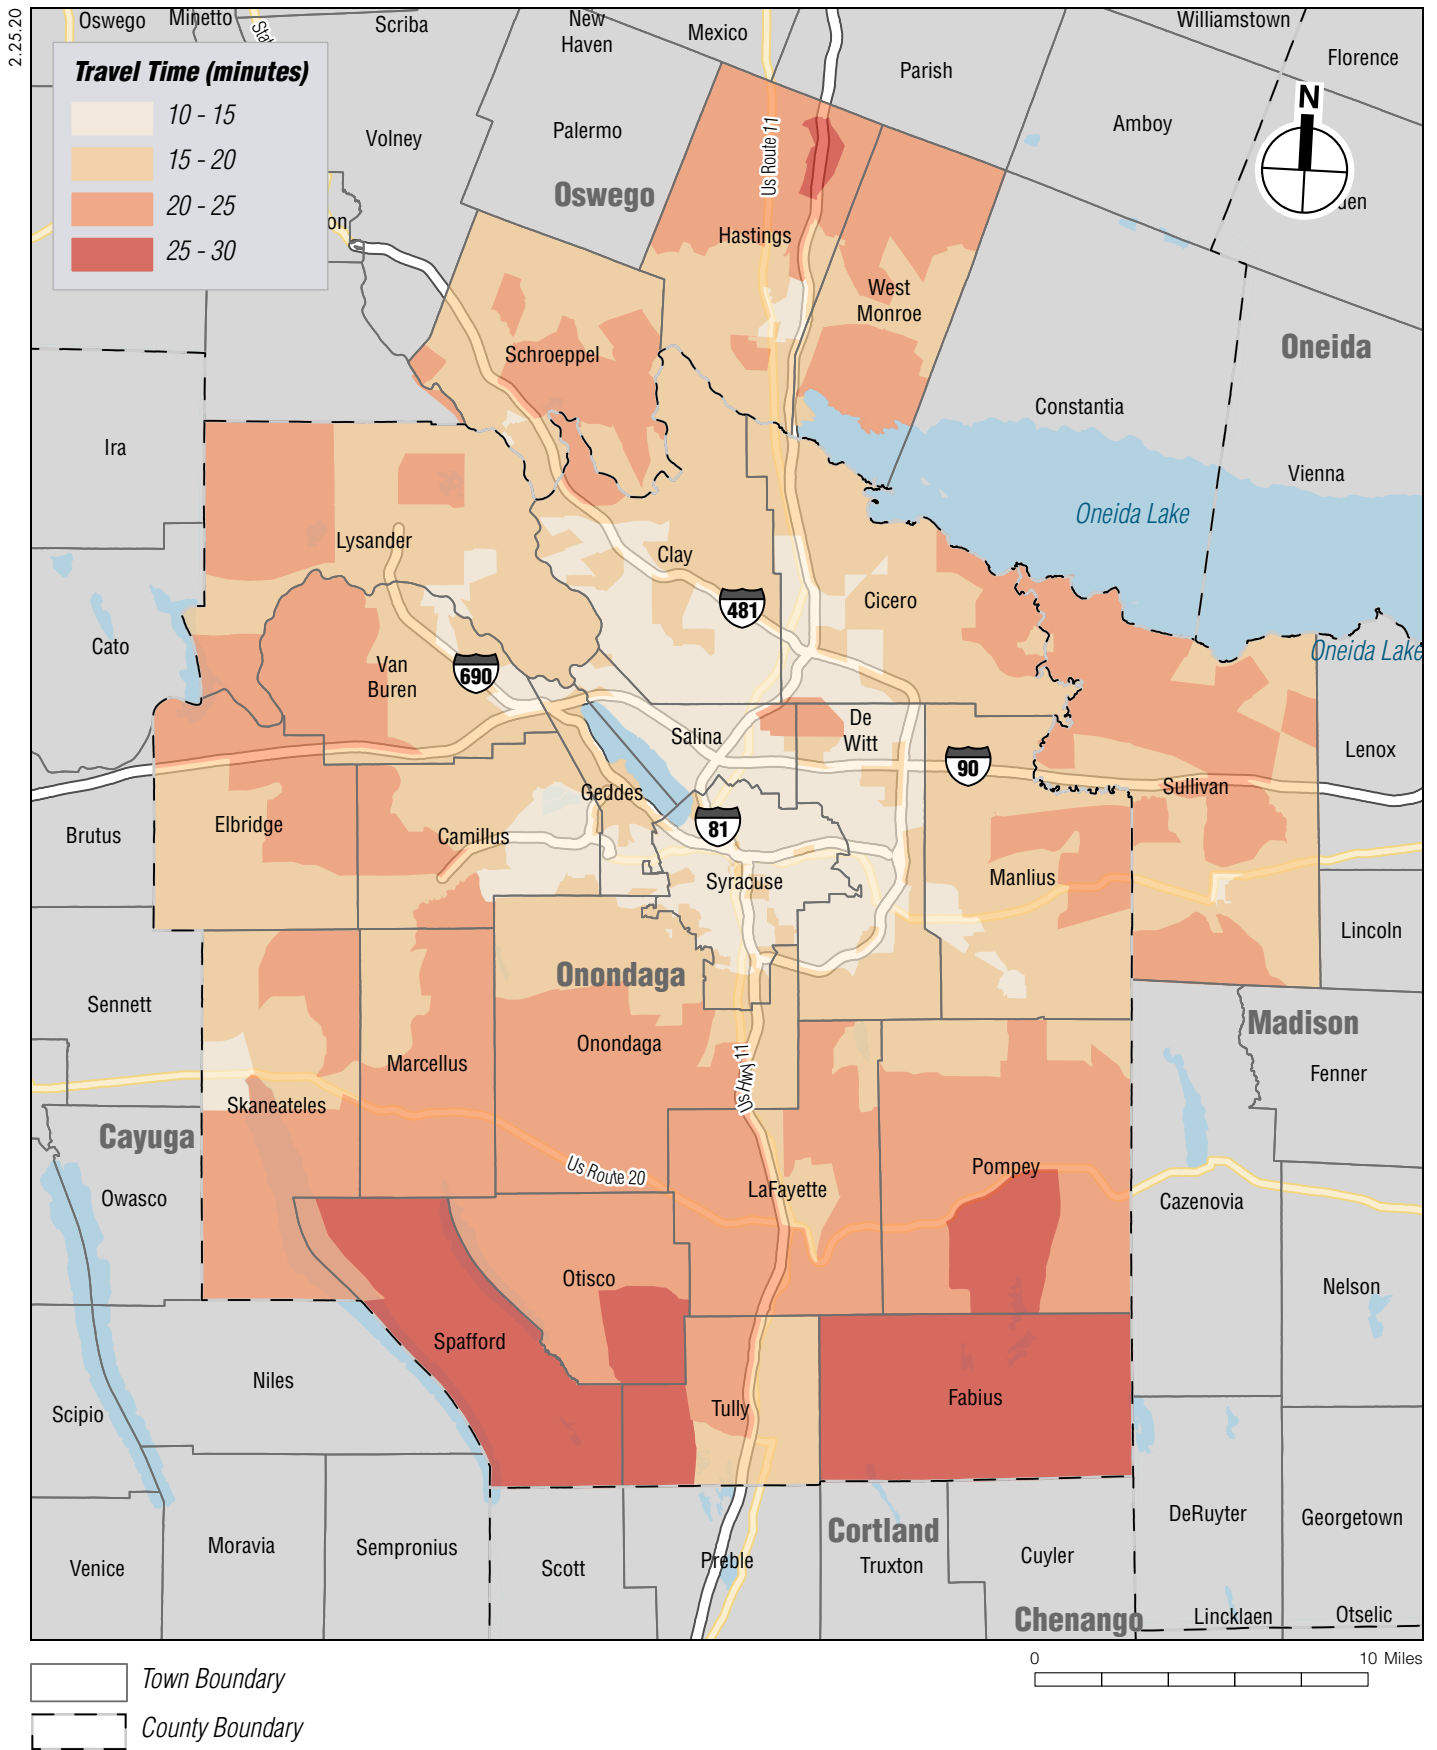 2.25.20
Oswego
Minetto
Scriba
New
Haven
Mexico
Williamstown
Florence
Parish
Travel Time (minutes)
10 - 15
15 - 20
20 - 25
25 - 30
N
Volney
Palermo
Amboy
Us Route 11
Oswego
Hastings
West
Monroe
Schroeppel
Oneida
Constantia
Ira
Vienna
Oneida Lake
Lysander
Clay
481
Cicero
Cato
Van
Buren
690
Oneida Lake
Salina
De
Witt
Lenox
90
Sullivan
Geddes
Brutus
Elbridge
Camillus
81
Syracuse
Manlius
Lincoln
Onondaga
Sennett
Madison
Onondaga
Marcellus
Us Hwy 11
Fenner
Skaneateles
Cayuga
Us Route 20
Pompey
LaFayette
Owasco
Cazenovia
Otisco
Nelson
Spafford
Niles
Fabius
Tully
Scipio
DeRuyter
Georgetown
Cortland
Moravia
Sempronius
Scott
Preble
Truxton
Cuyler
Venice
Chenango
Lincklaen
Otselic
Town Boundary
County Boundary
0
10 Miles